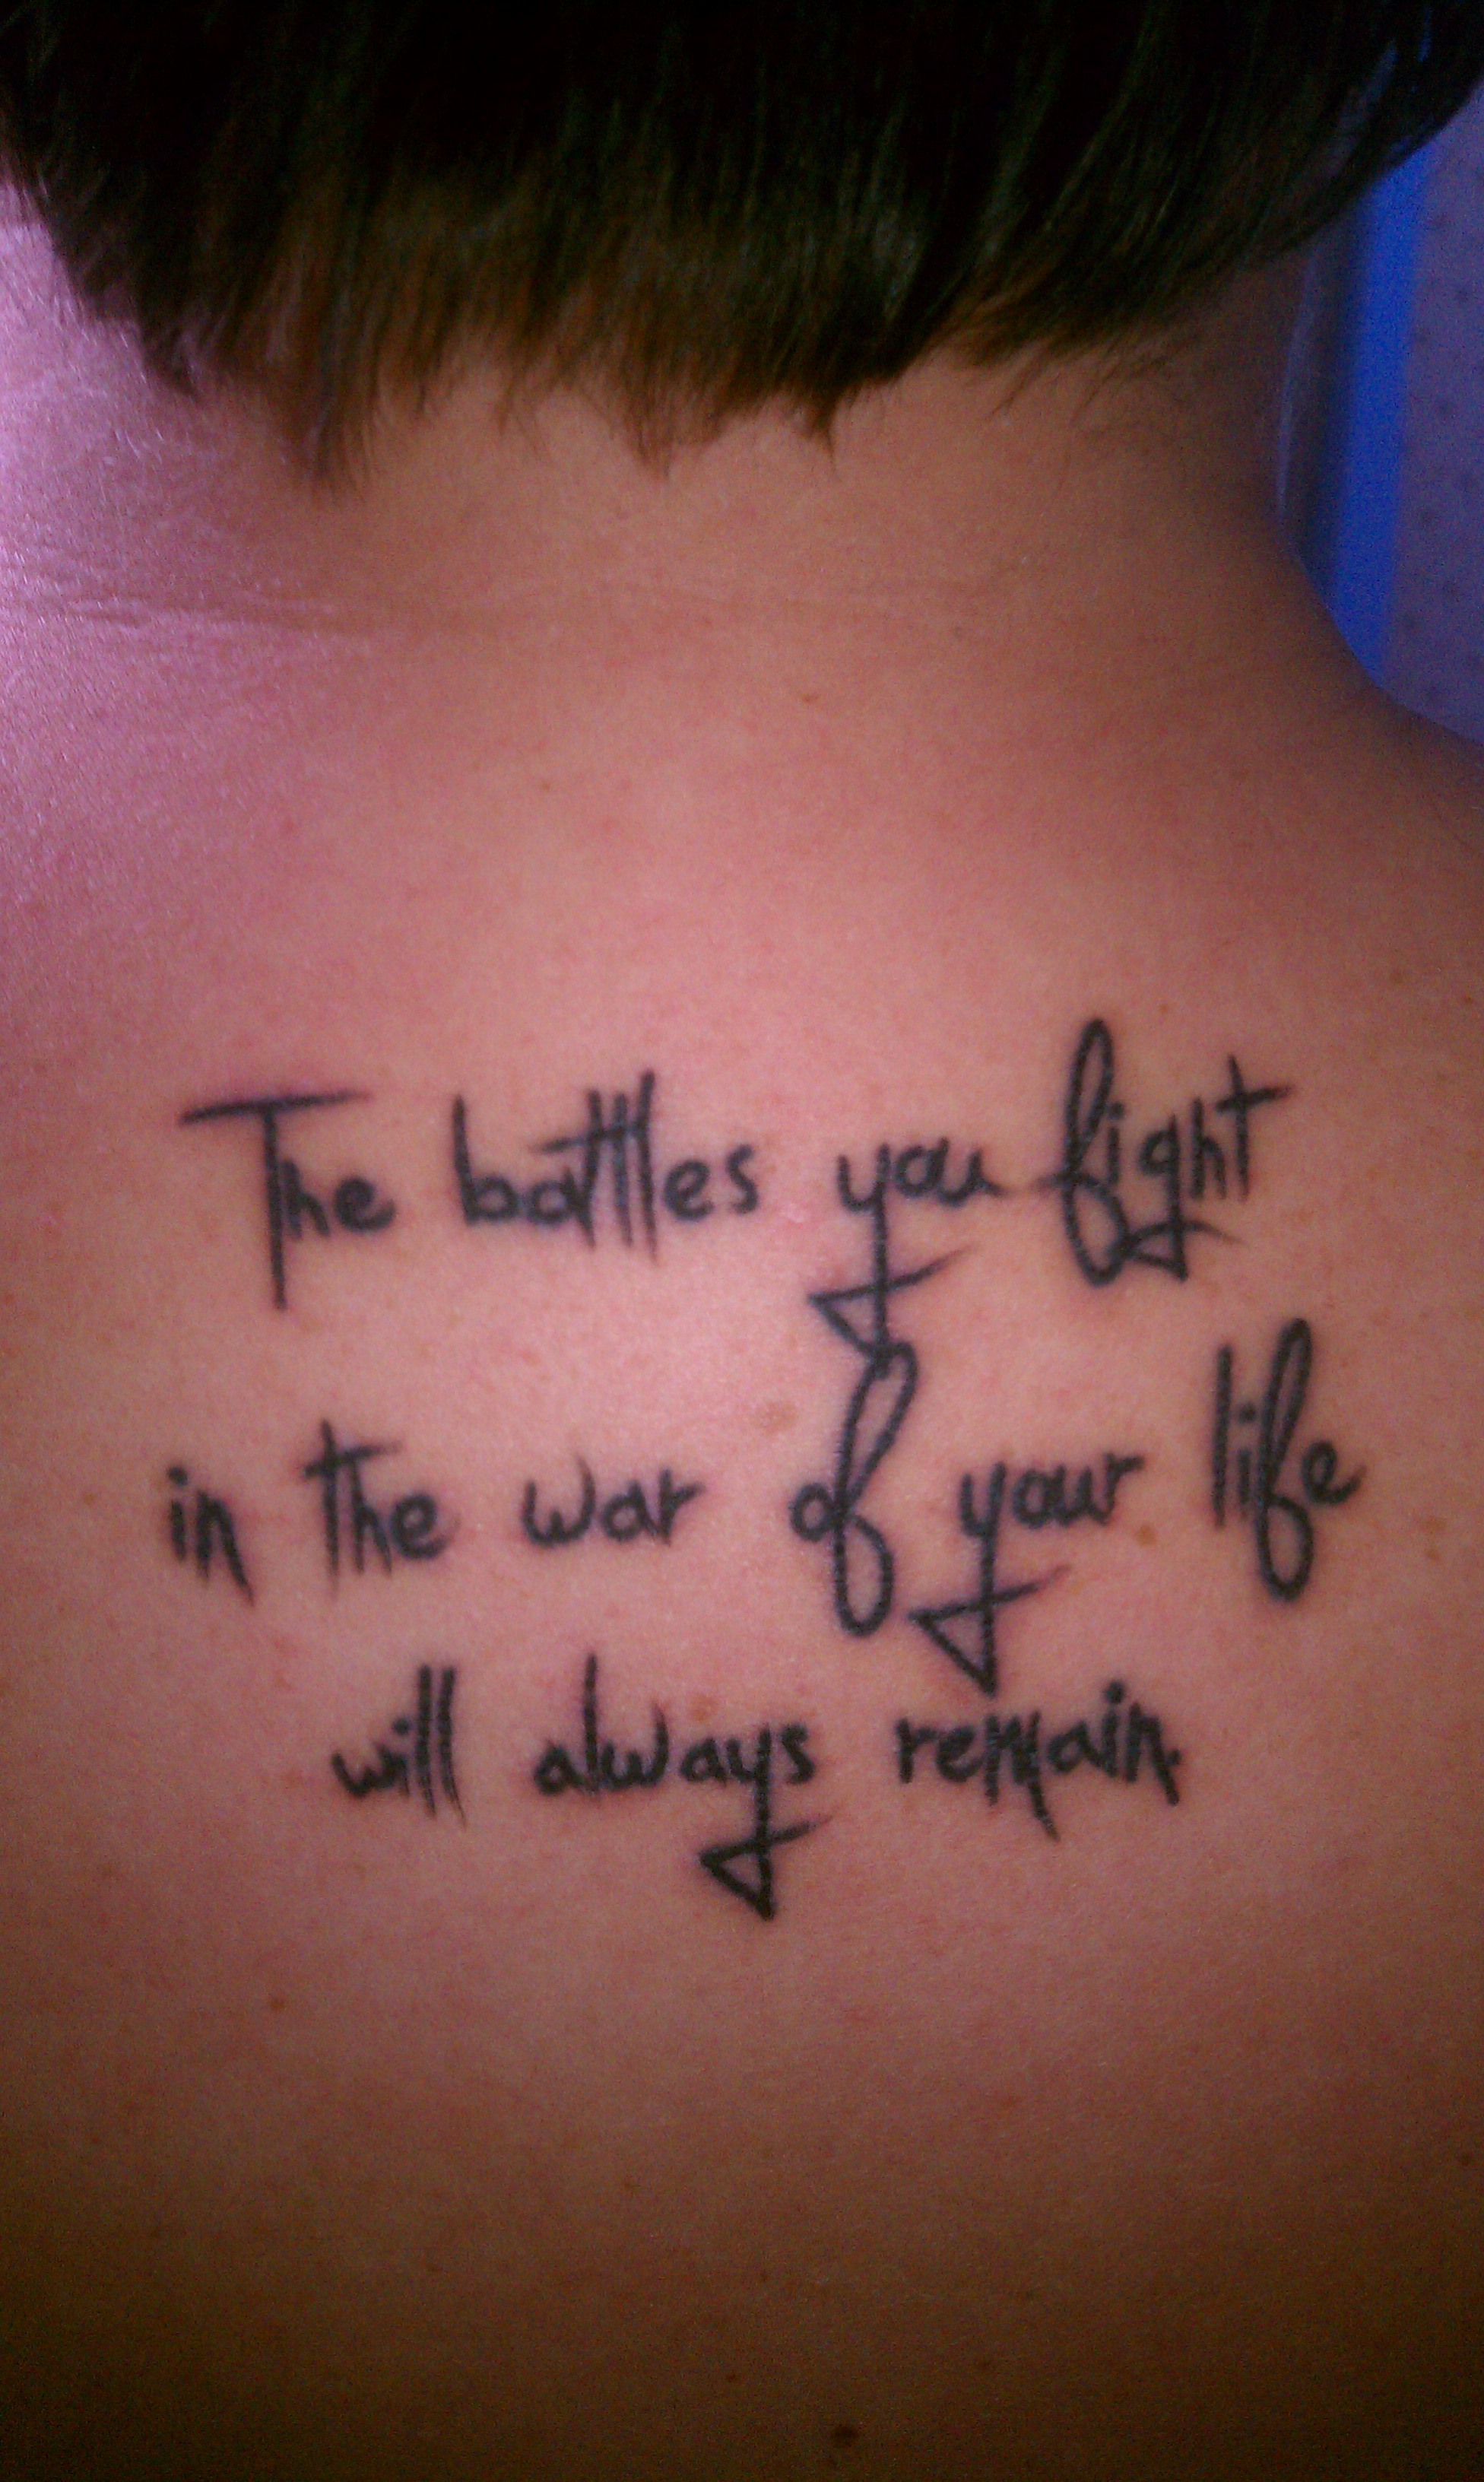 The battles you fight
in the war of your life
will always remain.